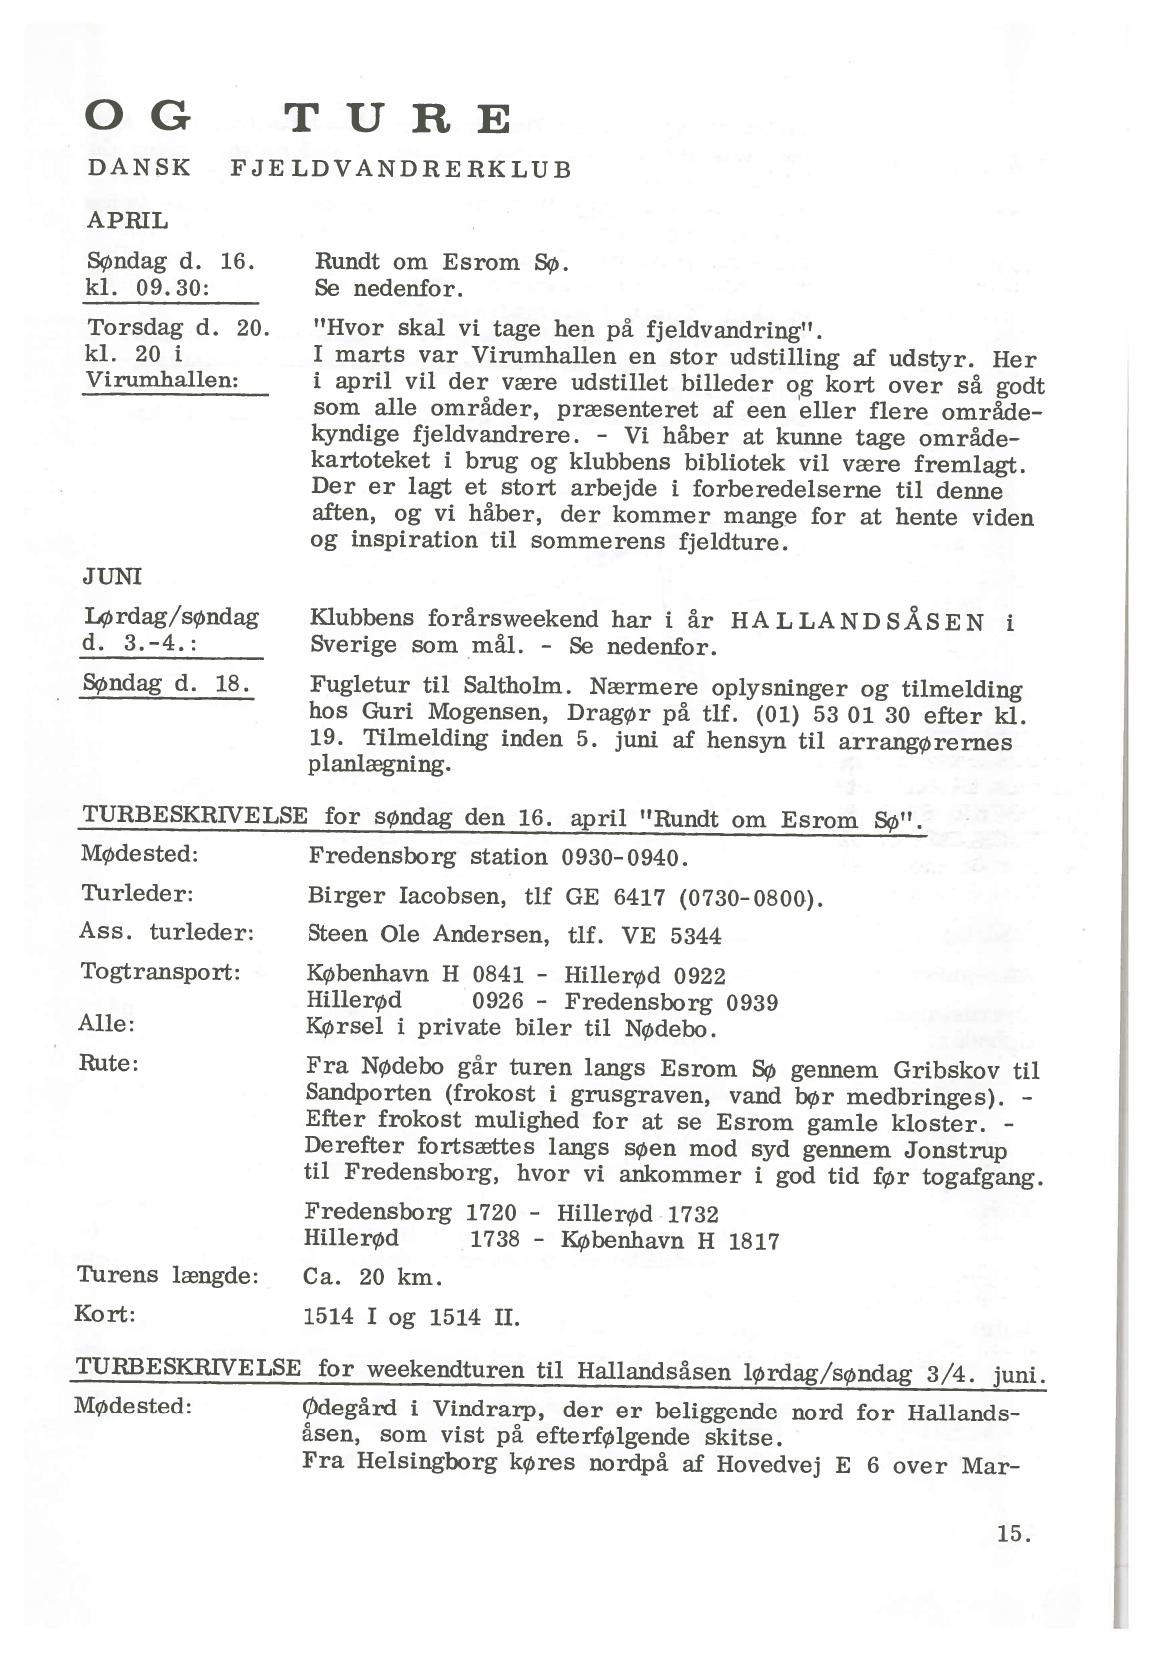 OG TURE
DANSK FJELDVANDRERKLUB
APRIL
Søndag d. 16. Rundt om Esrom Sø.
kl. 09.30: Se nedenfor.
Torsdag d. 20. "Hvor skal vi tage hen på fjeldvandring".
kl. 20 i I marts var Virumhallen en stor udstilling af udstyr. Her
Virumhallen: i april vil der være udstillet billeder og kort over så godt
som alle områder, præsenteret af een eller flere område-
kyndige fjeldvandrere. - Vi håber at kunne tage område-
kartoteket i brug og klubbens bibliotek vil være fremlagt.
Der er lagt et stort arbejde i forberedelserne til denne
aften, og vi håber, der kommer mange for at hente viden
og inspiration til sommerens fjeldture.
JUNI
Lørdag/søndag Klubbens forårsweekend har i år HALLANDSÅSEN i
d. 3.-4.: Sverige som mål. - Se nedenfor.
Søndag d. 18. Fugletur til Saltholm. Nærmere oplysninger og tilmelding
hos Guri Mogensen, Dragør på tlf. (01) 53 01 30 efter kl.
19. Tilmelding inden 5. juni af hensyn til arrangørernes
planlægning.
TURBESKRIVELSE for søndag den 16. april "Rundt om Esrom Sø".
Mødested: Fredensborg station 0930-0940.
Turleder: Birger Iacobsen, tlf GE 6417 (0730-0800).
Ass. turleder: Steen Ole Andersen, tlf. VE 5344
Togtransport: København H 0841 - Hillerød 0922
Hillerød 0926 - Fredensborg 0939
Alle: Kørsel i private biler til Nødebo.
Rute: Fra Nødebo går turen langs Esrom Sø gennem Gribskov til
Sandporten (frokost i grusgraven, vand bør medbringes). -
Efter frokost mulighed for at se Esrom gamle kloster. -
Derefter fortsættes langs søen mod syd gennem Jonstrup
til Fredensborg, hvor vi ankommer i god tid før togafgang.
Fredensborg 1720 - Hillerød 1732
Hillerød 1738 - København H 1817
Turens længde: Ca. 20 km.
Kort: 1514 I og 1514 II.
TURBESKRIVELSE for weekendturen til Hallandsåsen lørdag/søndag 3/4. juni.
Mødested: Ødegård i Vindrarp, der er beliggende nord for Hallands-
åsen, som vist på efterfølgende skitse.
Fra Helsingborg køres nordpå af Hovedvej E 6 over Mar-
15.